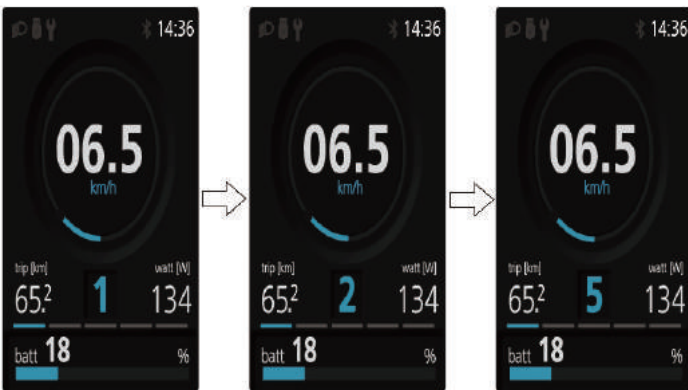 14:36
06.5
km/h
trip [km]
watt [W]
65.2
1
134
batt 18 %
14:36
06.5
km/h
trip [km]
watt [W]
65.2
2
134
batt 18 %
14:36
06.5
km/h
trip [km]
watt [W]
65.2
5
134
batt 18 %